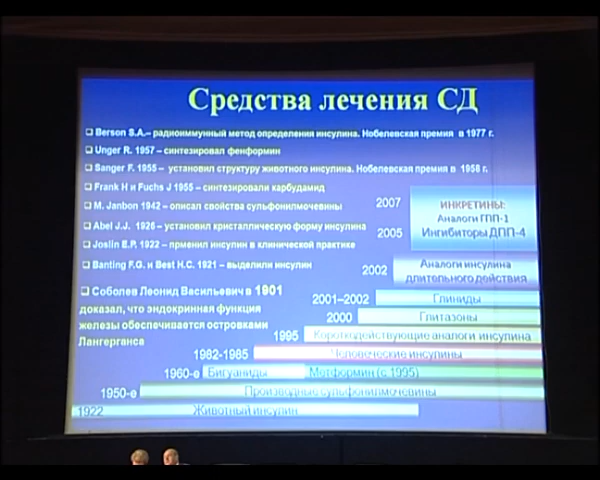 Средства лечения СД
Berson S.A.– радиоиммунный метод определения инсулина. Нобелевская премия в 1977 г.
Unger R. 1957 – синтезировал фенформин
Sanger F. 1955 – установил структуру животного инсулина. Нобелевская премия в 1958 г.
Frank H и Fuchs J 1955 – синтезировали карбудамид
M. Janbon 1942 – описал свойства сульфонилмочевины
Abel J.J. 1926 – установил кристаллическую форму инсулина
Joslin E.P. 1922 – прменил инсулин в клинической практике
Banting F.G. и Best H.C. 1921 – выделили инсулин
Соболев Леонид Васильевич в 1901
доказал, что эндокринная функция
железы обеспечивается островками
Лангерганса
2007
2005
ИНКРЕТИНЫ:
Аналоги ГПП-1
Ингибиторы ДПП-4
2002
Аналоги инсулина
длительного действия
2001–2002 Глиниды
2000 Глитазоны
1995 Короткодействующие аналоги инсулина
1982-1985 Человеческие инсулины
1960-е Бигуаниды Метформин (с 1995)
1950-е Производные сульфонилмочевины
1922 Животный инсулин